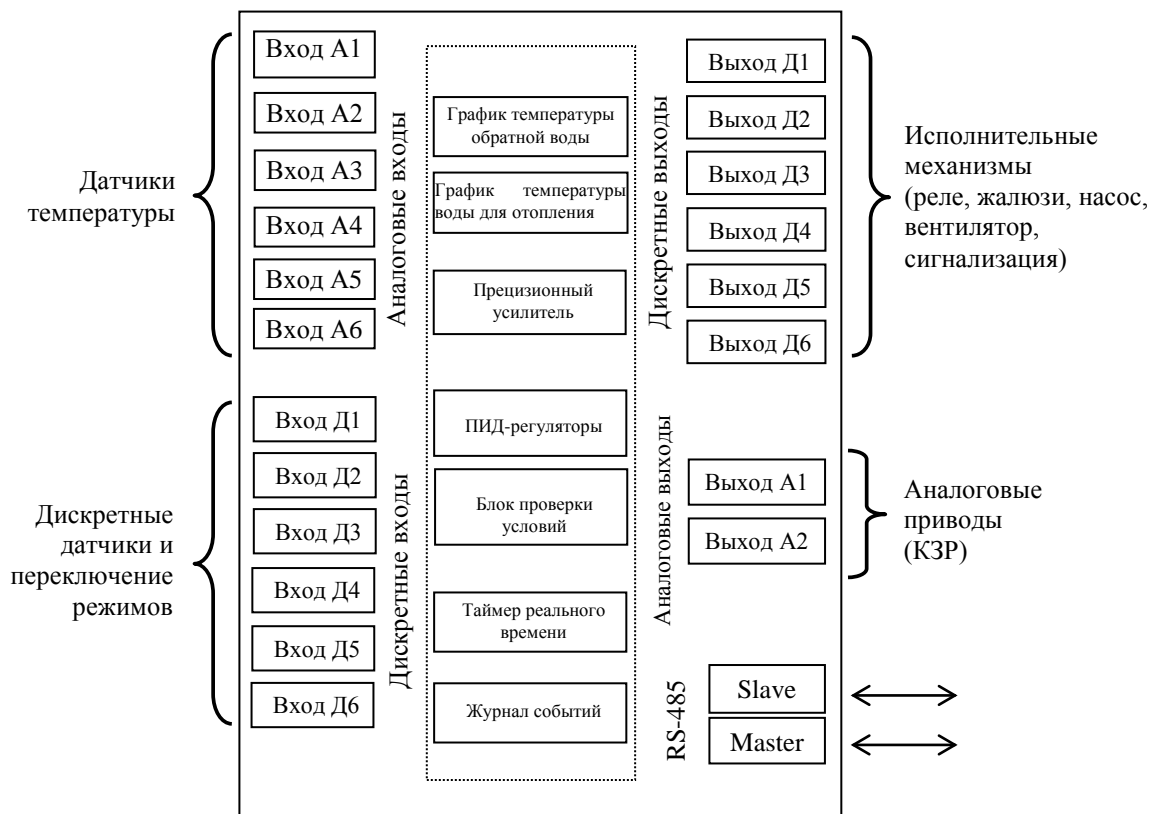 Датчики
температуры
Дискретные
датчики и
переключение
режимов
Вход А1
Вход А2
Вход А3
Вход А4
Вход А5
Вход А6
Аналоговые входы
Вход Д1
Вход Д2
Вход Д3
Вход Д4
Вход Д5
Вход Д6
Дискретные входы
График температуры
обратной воды
График температуры
воды для отопления
Прецизионный
усилитель
ПИД-регуляторы
Блок проверки
условий
Таймер реального
времени
Журнал событий
Дискретные выходы
Выход Д1
Выход Д2
Выход Д3
Выход Д4
Выход Д5
Выход Д6
Аналоговые выходы
Выход А1
Выход А2
RS-485
Slave
Master
Исполнительные
механизмы
(реле, жалюзи, насос,
вентилятор,
сигнализация)
Аналоговые
приводы
(КЗР)